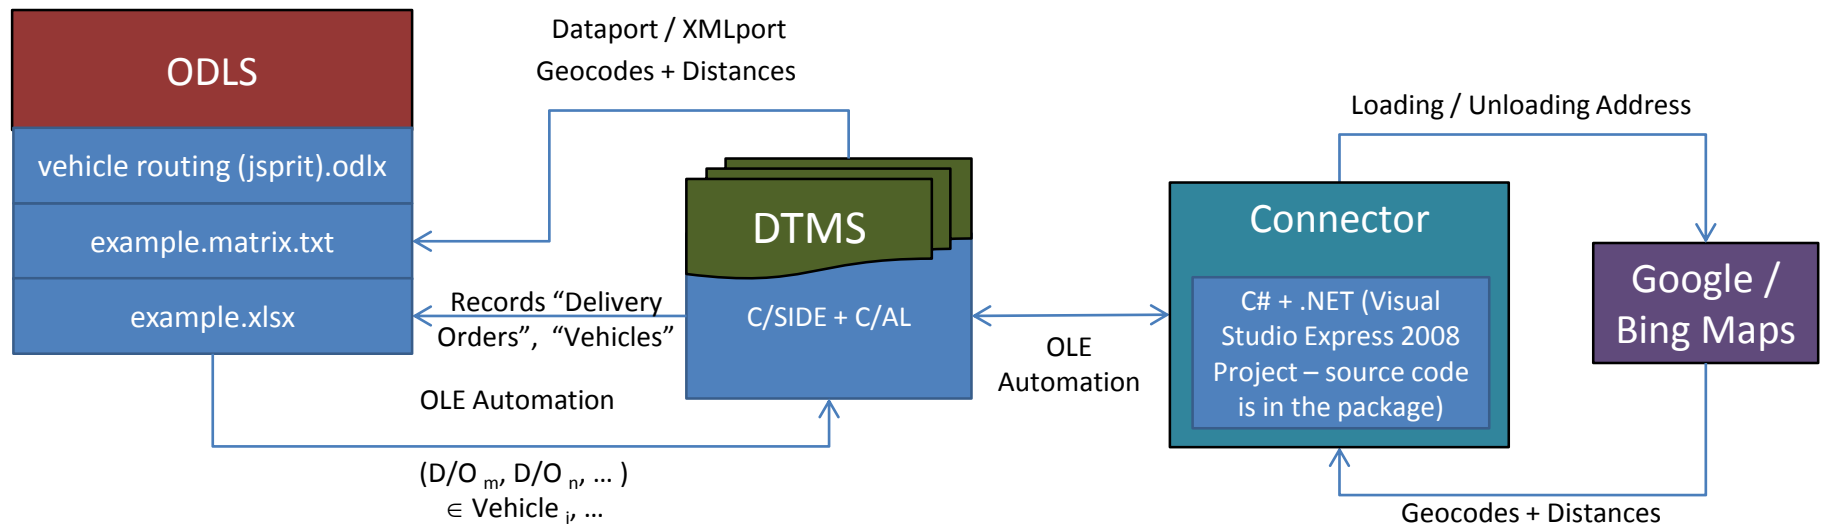 ODLS
vehicle routing (jsprit).odlx
example.matrix.txt
example.xlsx
Dataport / XMLport
Geocodes + Distances
Records “Delivery
Orders”, “Vehicles”
OLE Automation
(D/O m, D/O n, … )
∈ Vehicle j, …
DTMS
C/SIDE + C/AL
OLE
Automation
Connector
C# + .NET (Visual
Studio Express 2008
Project – source code
is in the package)
Loading / Unloading Address
Google /
Bing Maps
Geocodes + Distances